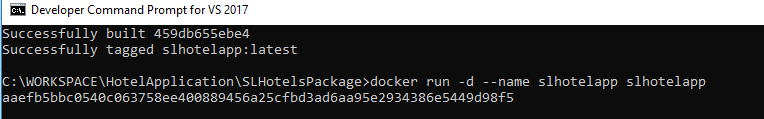 Developer Command Prompt for VS 2017
Successfully built 459db655ebe4
Successfully tagged slhotelapp:latest
C:\WORKSPACE\HotelApplication\SLHotelsPackage>docker run -d --name slhotelapp slhotelapp
aaefb5bbc0540c063758ee400889456a25cfbd3ad6aa95e2934386e5449d98f5